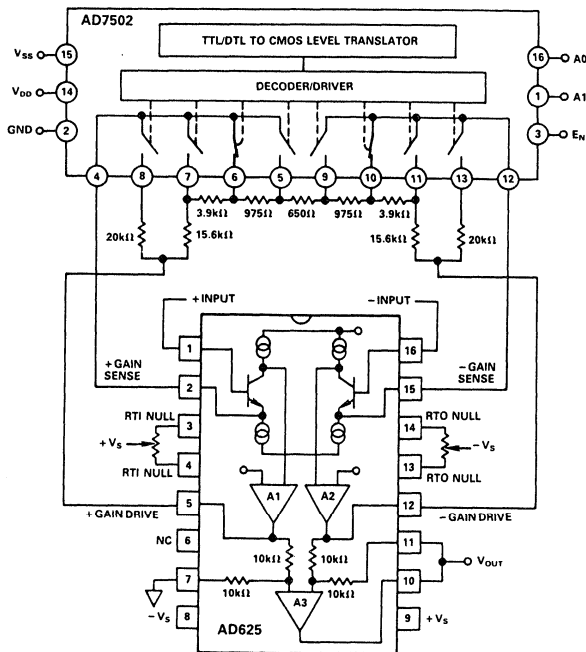 AD7502
TTL/DTL TO CMOS LEVEL TRANSLATOR
DECODER/DRIVER
VSS 15
VDD 14
GND 2
16 A0
1 A1
3 EN
4 8 7 6 5 9 10 11 13 12
3.9kΩ 975Ω 650Ω 975Ω 3.9kΩ
20kΩ 15.6kΩ 15.6kΩ 20kΩ
+INPUT
−INPUT
1
16
+GAIN SENSE
2
15
−GAIN SENSE
RTI NULL
3
14
RTO NULL
+VS
−VS
RTI NULL
4
13
RTO NULL
A1 A2
5
12
+GAIN DRIVE
−GAIN DRIVE
NC 6
11
10kΩ 10kΩ
VOUT
7
10
10kΩ 10kΩ
A3
−VS 8
9 +VS
AD625